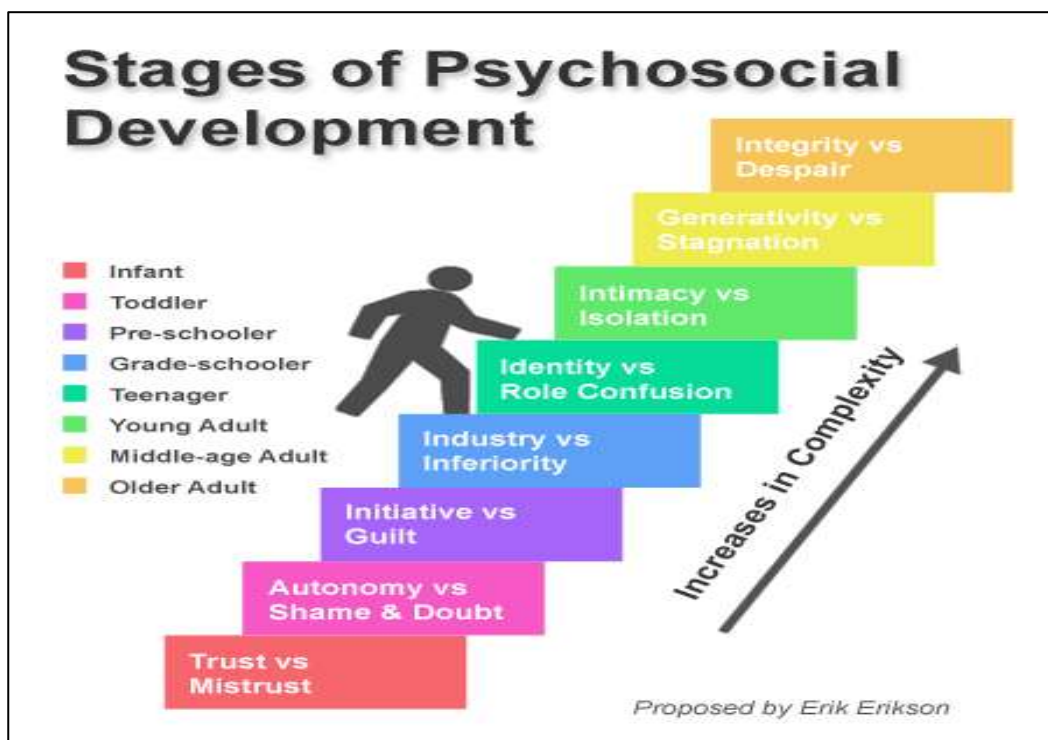 Stages of Psychosocial
Development
Integrity vs
Despair
Generativity vs
Stagnation
Intimacy vs
Isolation
Identity vs
Role Confusion
Industry vs
Inferiority
Initiative vs
Guilt
Autonomy vs
Shame & Doubt
Trust vs
Mistrust
Infant
Toddler
Pre-schooler
Grade-schooler
Teenager
Young Adult
Middle-age Adult
Older Adult
Increases in Complexity
Proposed by Erik Erikson